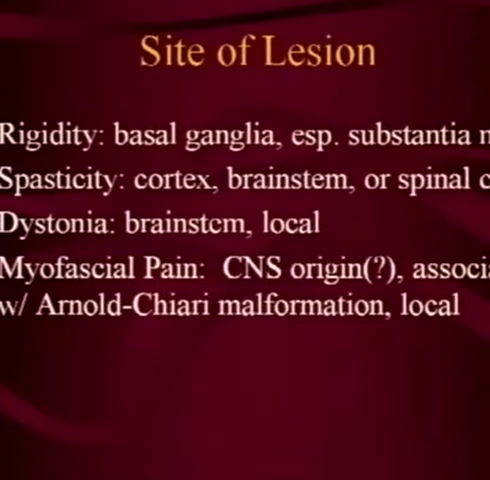 Site of Lesion
Rigidity: basal ganglia, esp. substantia n
Spasticity: cortex, brainstem, or spinal c
Dystonia: brainstem, local
Myofascial Pain: CNS origin(?), associa
w/ Arnold-Chiari malformation, local